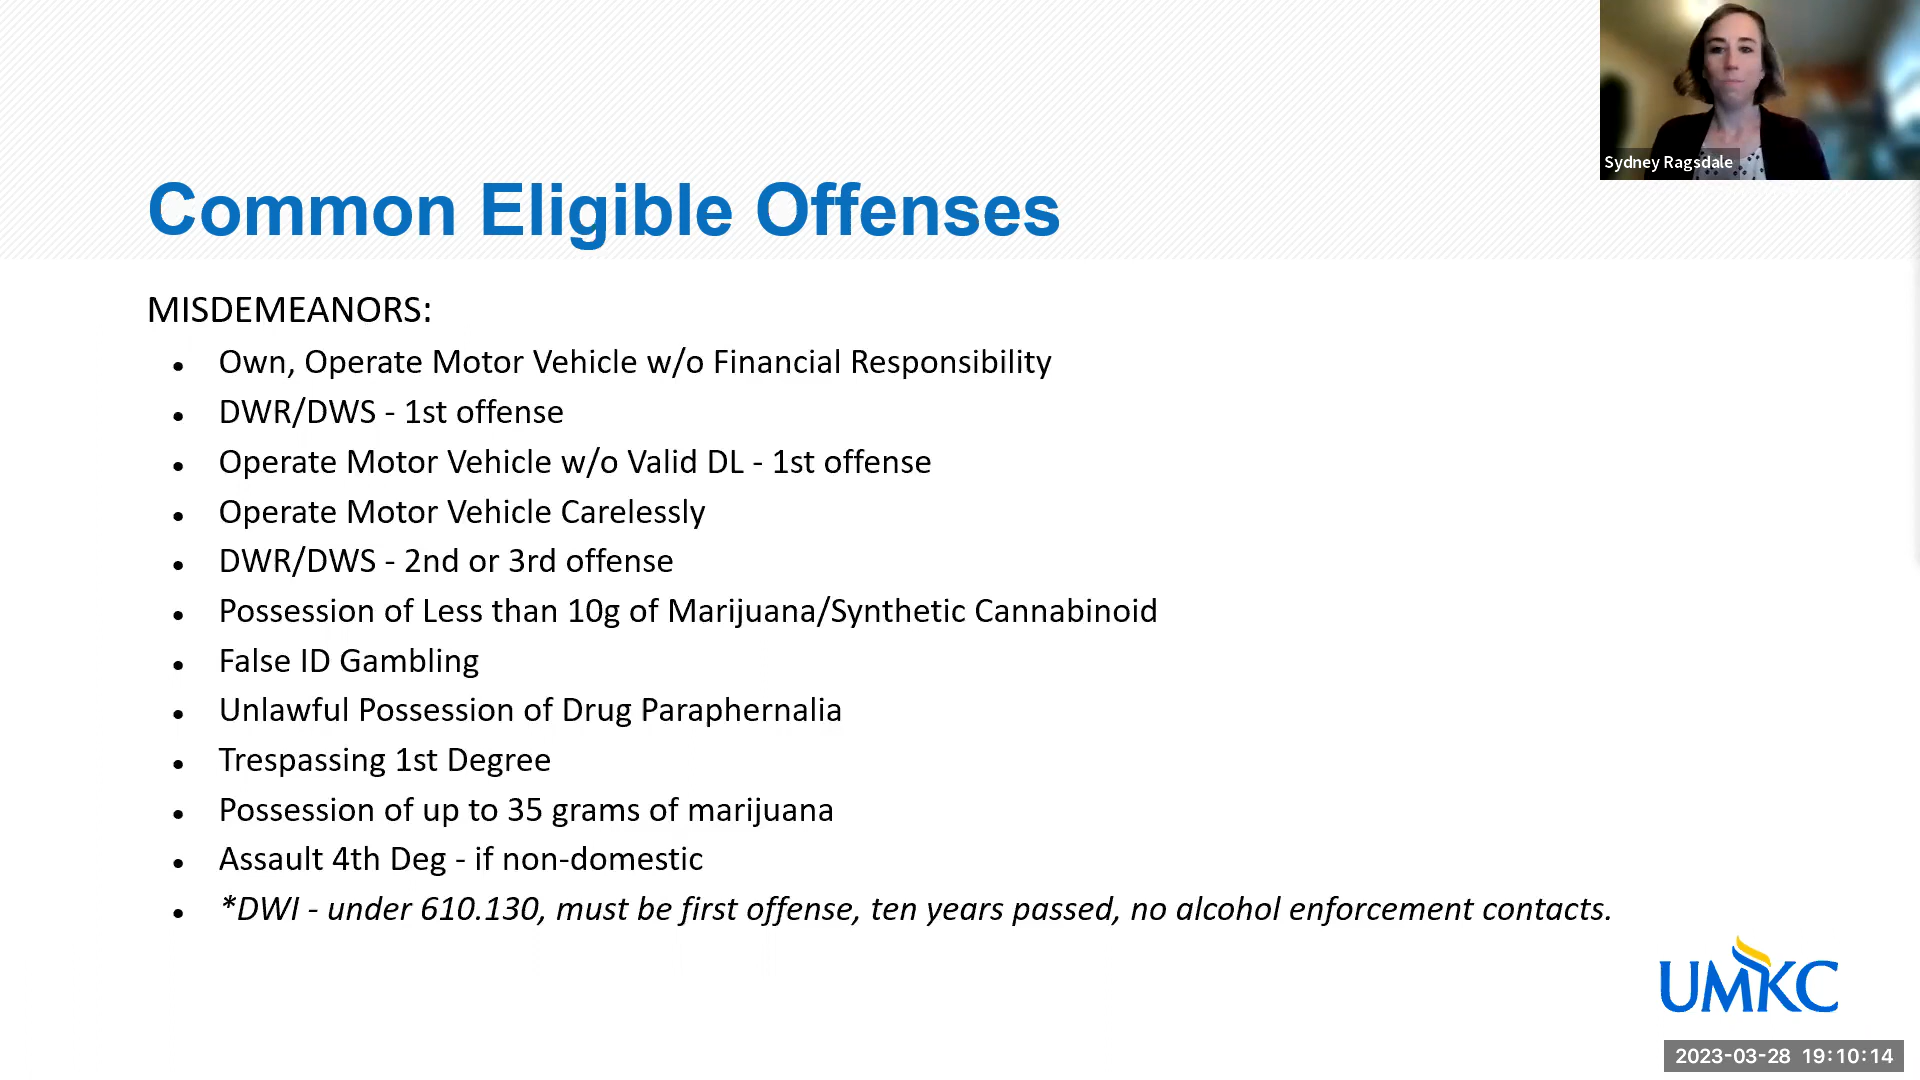 Sydney Ragsdale
Common Eligible Offenses
MISDEMEANORS:
• Own, Operate Motor Vehicle w/o Financial Responsibility
• DWR/DWS - 1st offense
• Operate Motor Vehicle w/o Valid DL - 1st offense
• Operate Motor Vehicle Carelessly
• DWR/DWS - 2nd or 3rd offense
• Possession of Less than 10g of Marijuana/Synthetic Cannabinoid
• False ID Gambling
• Unlawful Possession of Drug Paraphernalia
• Trespassing 1st Degree
• Possession of up to 35 grams of marijuana
• Assault 4th Deg - if non-domestic
• *DWI - under 610.130, must be first offense, ten years passed, no alcohol enforcement contacts.
UMKC
2023-03-28 19:10:14